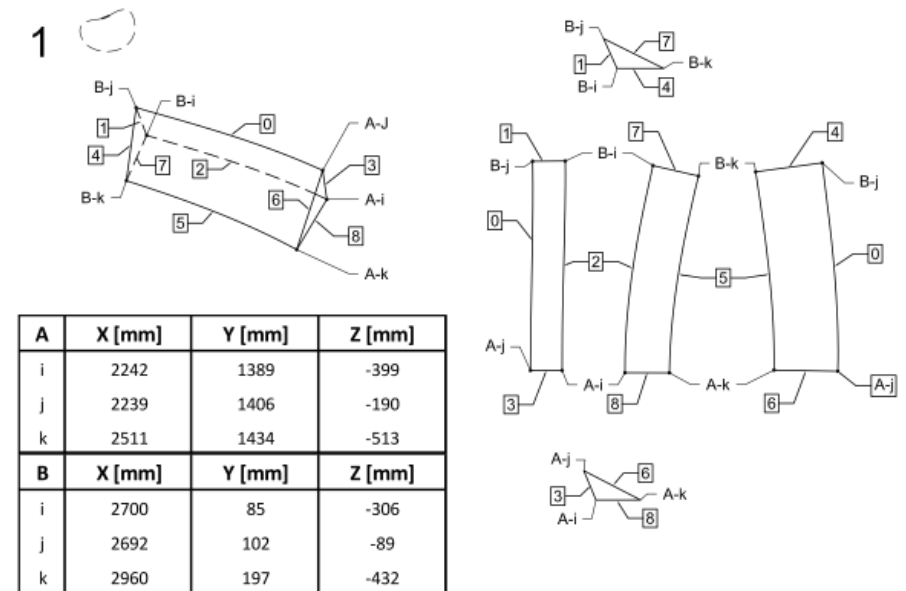 1
B-j
B-i
0
1
A-J
4
7
2
3
B-k
6
A-i
5
8
A-k
A X [mm] Y [mm] Z [mm]
i 2242 1389 -399
j 2239 1406 -190
k 2511 1434 -513
B X [mm] Y [mm] Z [mm]
i 2700 85 -306
j 2692 102 -89
k 2960 197 -432
B-j
7
1
B-k
B-i
4
1
7
4
B-j
B-i
B-k
B-j
0
2
5
0
A-j
A-i
A-k
A-j
3
8
6
A-j
6
3
A-k
A-i
8